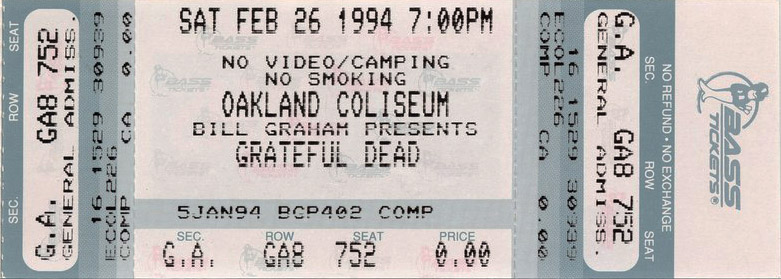 SEAT
ROW
SEC.
G.A. GA8 752
GENERAL ADMISS.
16 1529 30939
ECOL226 CA
COMP 0.00
SAT FEB 26 1994 7:00PM
NO VIDEO/CAMPING
NO SMOKING
OAKLAND COLISEUM
BILL GRAHAM PRESENTS
GRATEFUL DEAD
5JAN94 BGP402 COMP
SEC. ROW SEAT PRICE
G.A. GA8 752 0.00
COMP CA 0.00
ECOL226
16 1529 30939
GENERAL ADMISS.
G.A. GA8 752
SEC.
ROW
SEAT
NO REFUND • NO EXCHANGE
BASS
TICKETS®